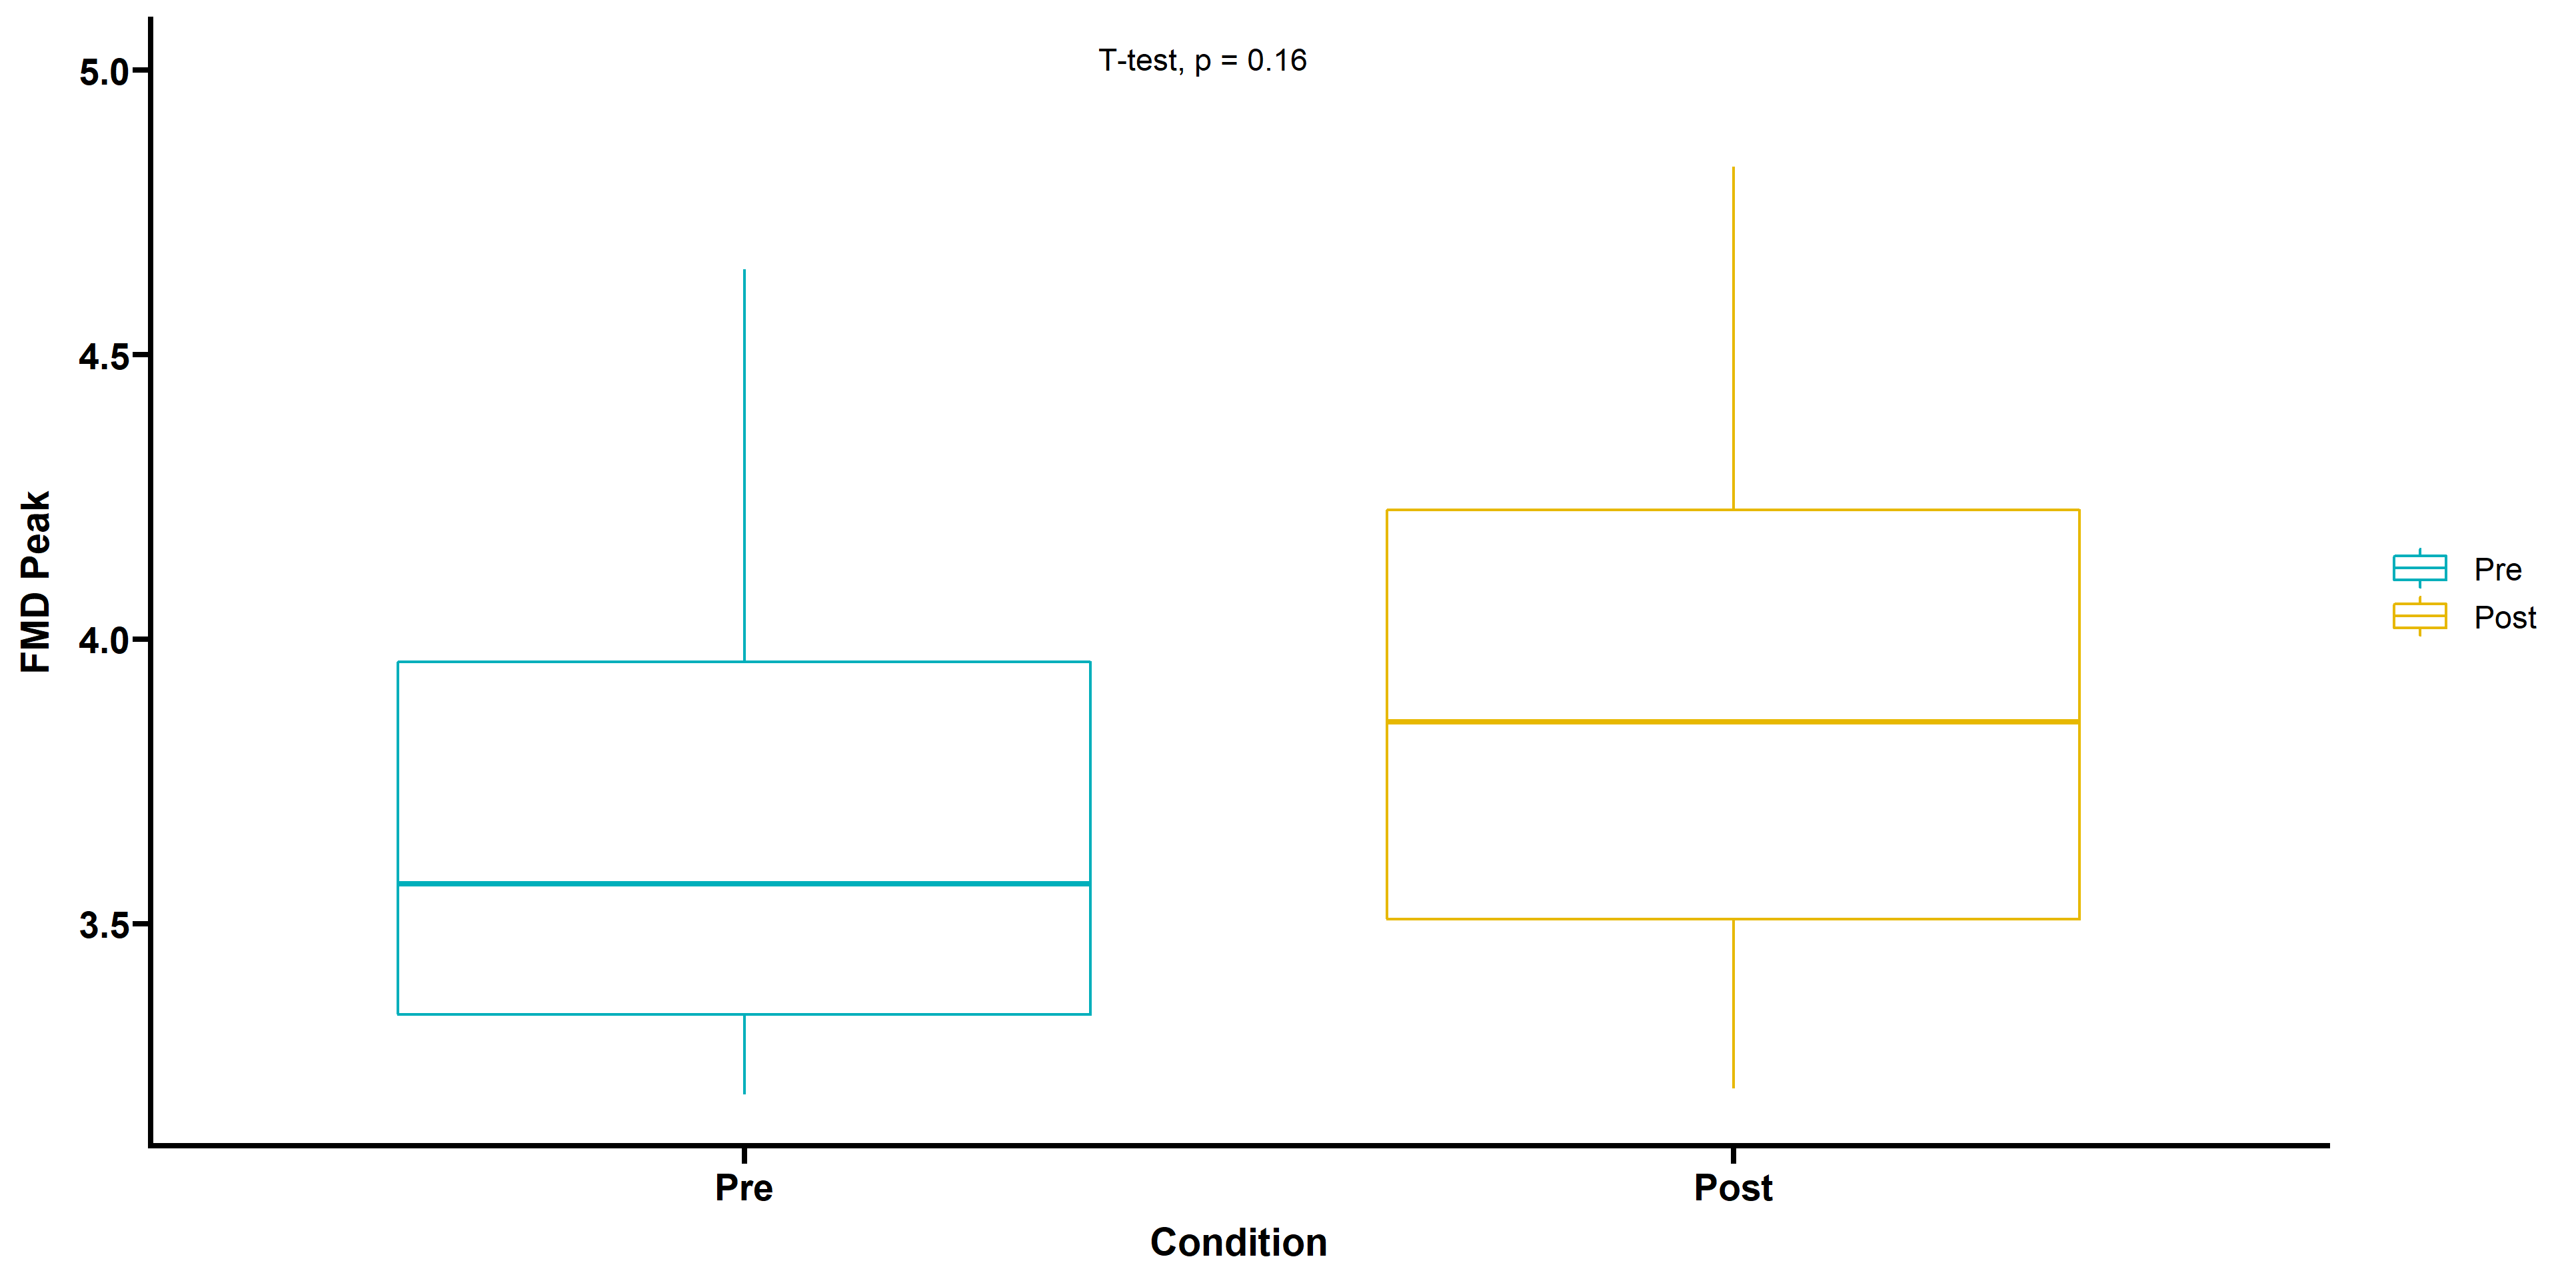 T-test, p = 0.16
5.0
4.5
4.0
3.5
FMD Peak
Pre
Post
Condition
Pre
Post